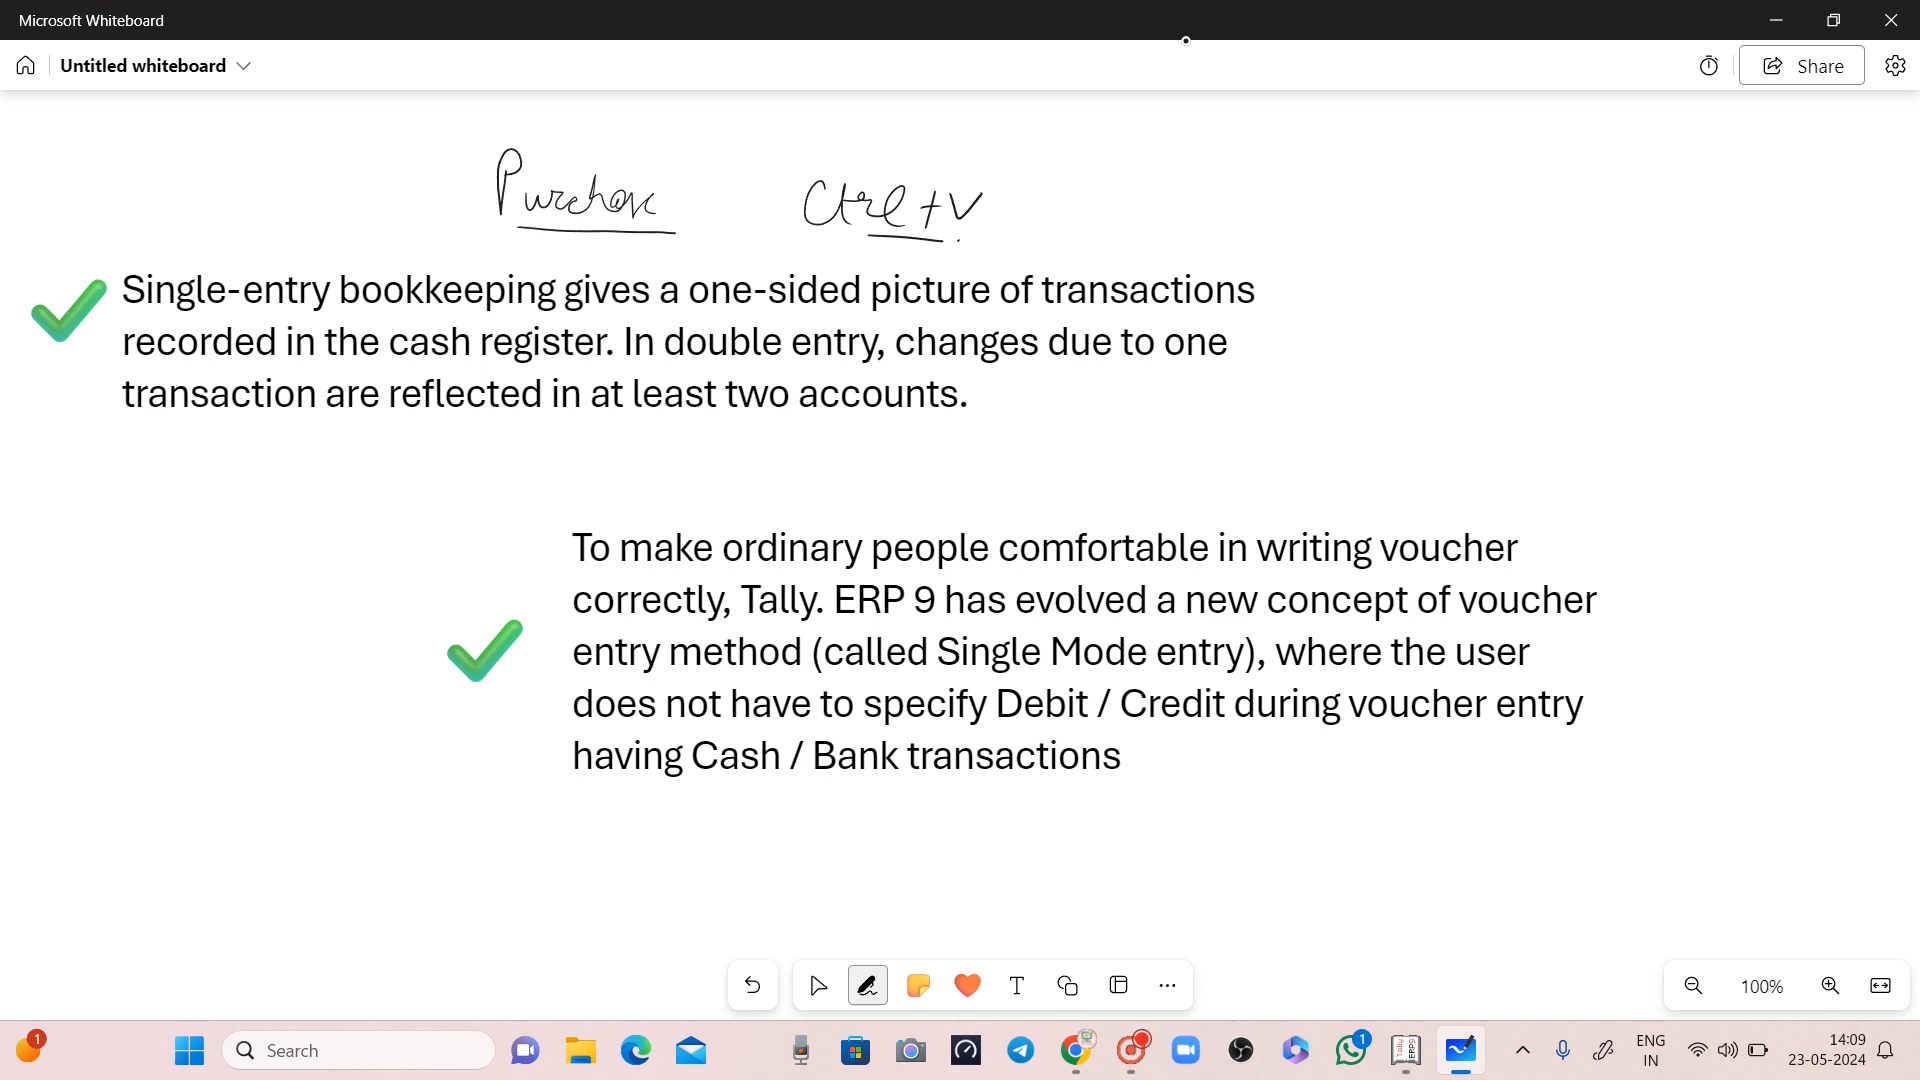 Microsoft Whiteboard
Untitled whiteboard
Share
Purchase Ctrl+V
Single-entry bookkeeping gives a one-sided picture of transactions
recorded in the cash register. In double entry, changes due to one
transaction are reflected in at least two accounts.
To make ordinary people comfortable in writing voucher
correctly, Tally. ERP 9 has evolved a new concept of voucher
entry method (called Single Mode entry), where the user
does not have to specify Debit / Credit during voucher entry
having Cash / Bank transactions
100%
1
Search
1
Tally ERP9
ENG
IN
14:09
23-05-2024